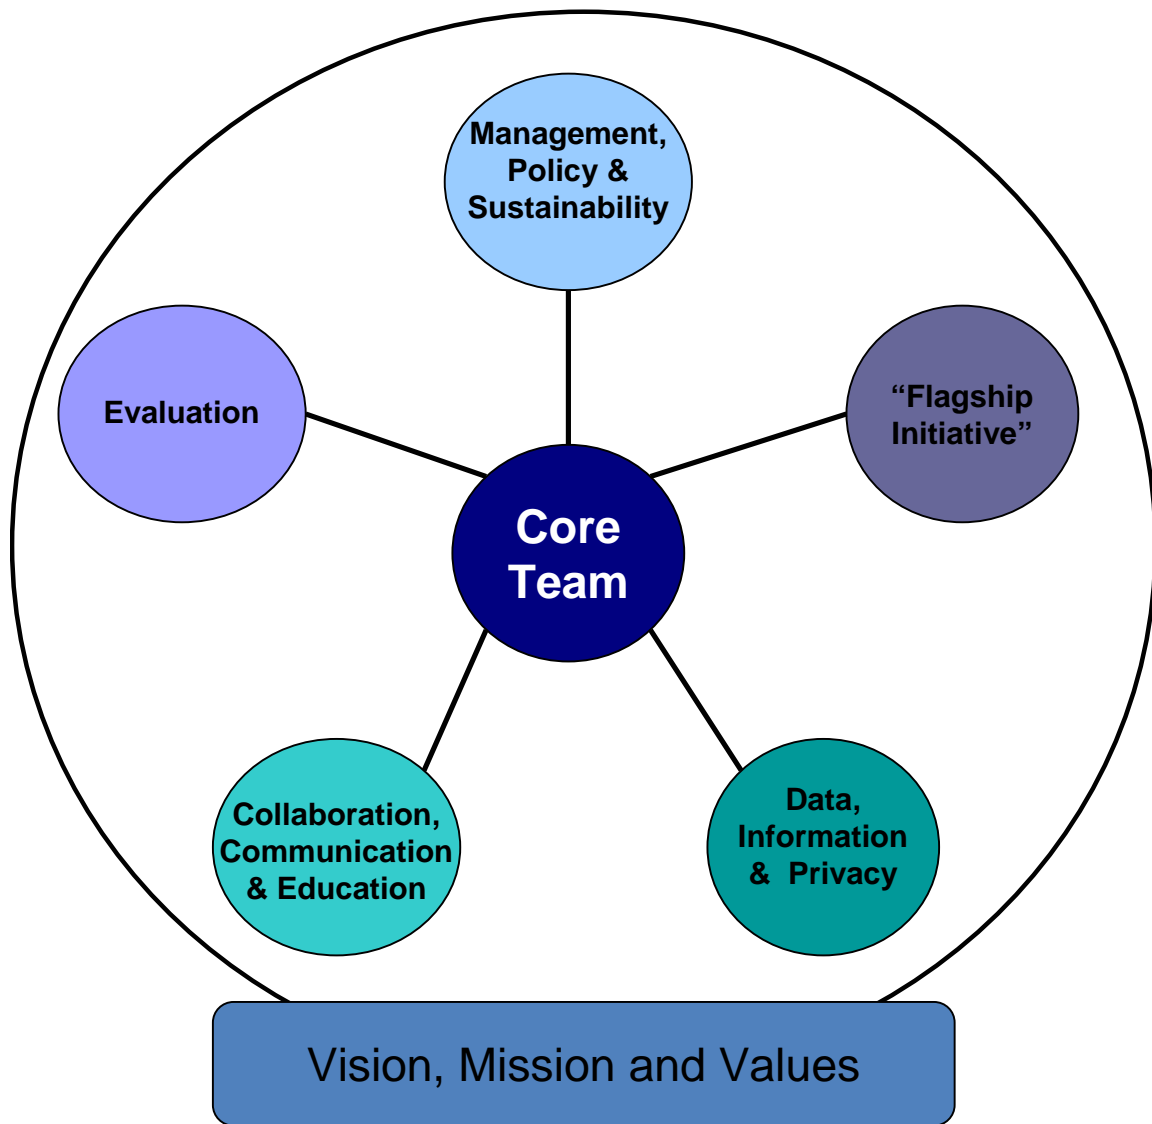 Management,
Policy &
Sustainability
Evaluation
“Flagship
Initiative”
Core
Team
Collaboration,
Communication
& Education
Data,
Information
&  Privacy
Vision, Mission and Values